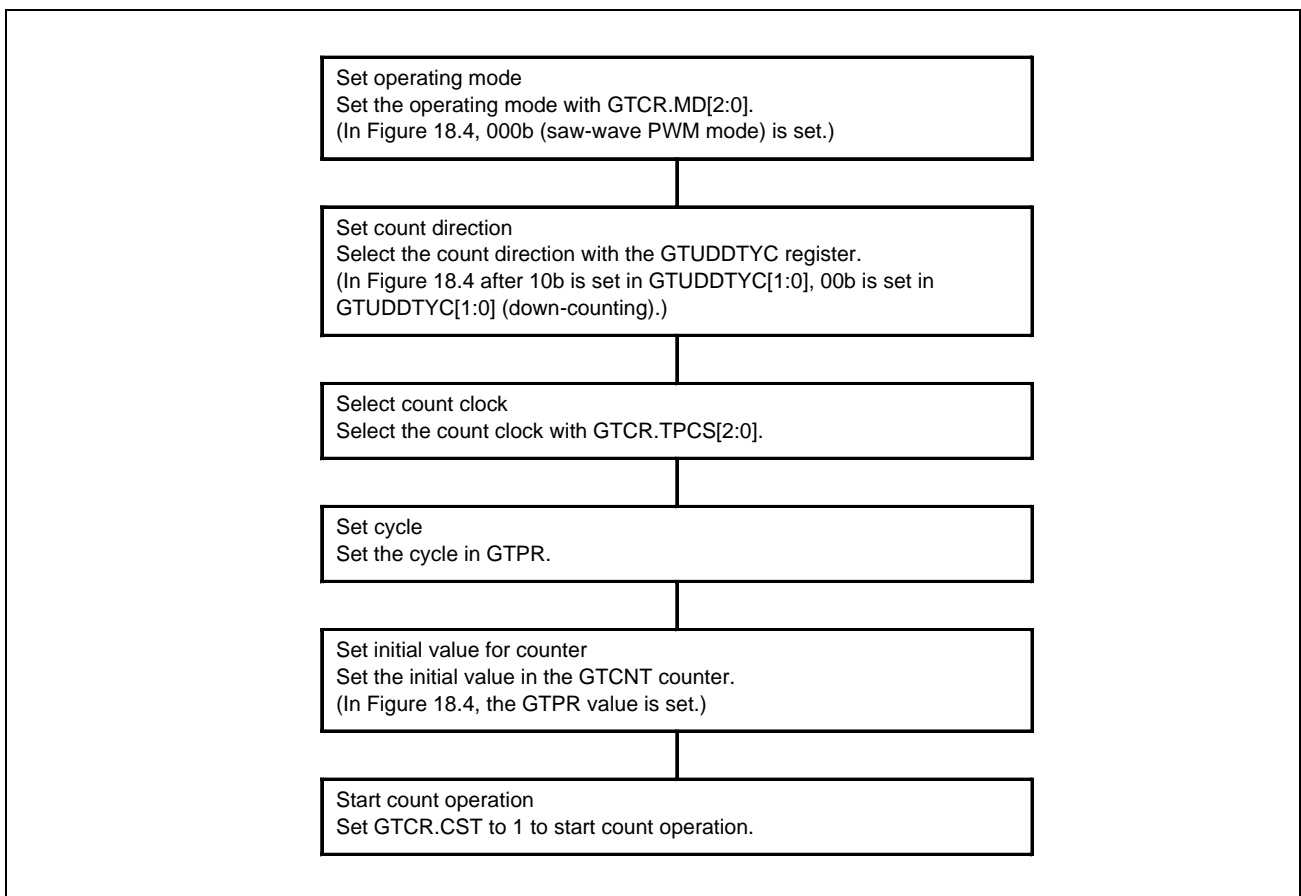 Set operating mode
Set the operating mode with GTCR.MD[2:0].
(In Figure 18.4, 000b (saw-wave PWM mode) is set.)
Set count direction
Select the count direction with the GTUDDTYC register.
(In Figure 18.4 after 10b is set in GTUDDTYC[1:0], 00b is set in
GTUDDTYC[1:0] (down-counting).)
Select count clock
Select the count clock with GTCR.TPCS[2:0].
Set cycle
Set the cycle in GTPR.
Set initial value for counter
Set the initial value in the GTCNT counter.
(In Figure 18.4, the GTPR value is set.)
Start count operation
Set GTCR.CST to 1 to start count operation.